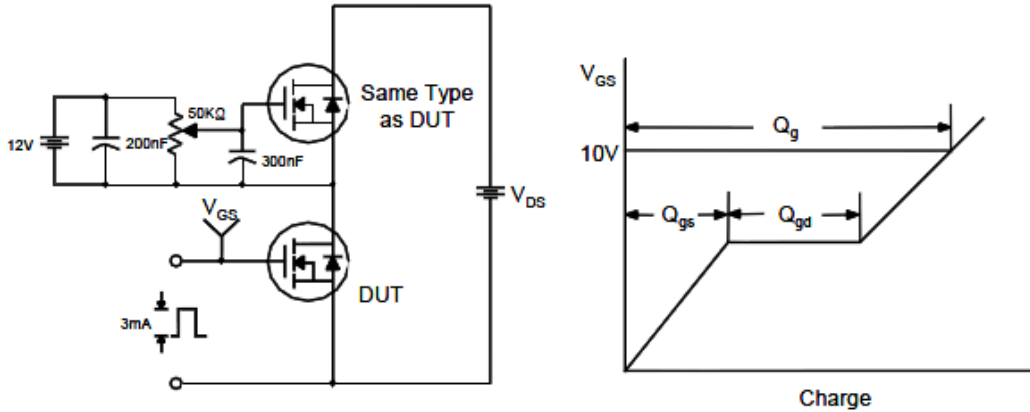 12V
200nF
50KΩ
300nF
Same Type
as DUT
V_GS
DUT
3mA
V_DS
V_GS
10V
Q_g
Q_gs
Q_gd
Charge